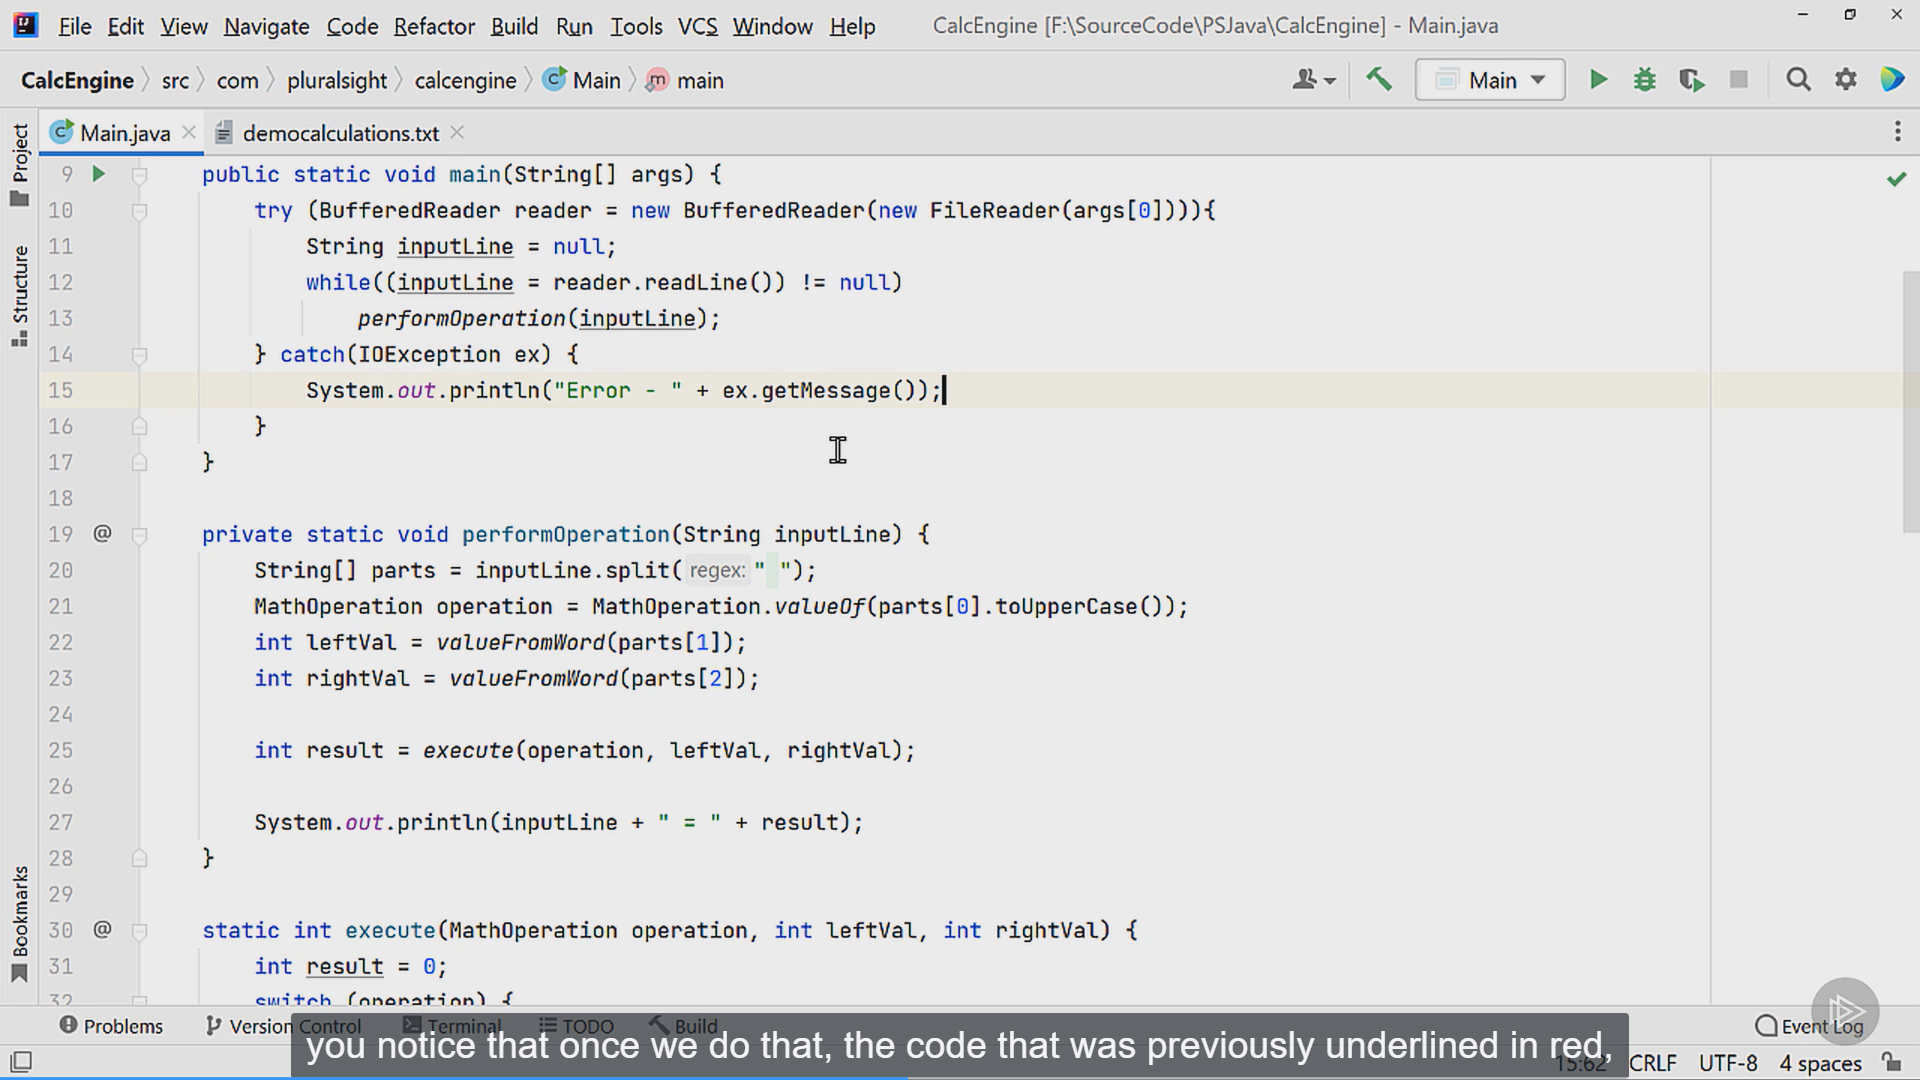 File Edit View Navigate Code Refactor Build Run Tools VCS Window Help CalcEngine [F:\SourceCode\PSJava\CalcEngine] - Main.java
CalcEngine src com pluralsight calcengine Main main Main
Main.java democalculations.txt
Project
Structure
Bookmarks
9 public static void main(String[] args) {
10 try (BufferedReader reader = new BufferedReader(new FileReader(args[0]))){
11 String inputLine = null;
12 while((inputLine = reader.readLine()) != null)
13 performOperation(inputLine);
14 } catch(IOException ex) {
15 System.out.println("Error - " + ex.getMessage());
16 }
17 }
18
19 @ private static void performOperation(String inputLine) {
20 String[] parts = inputLine.split( regex: " ");
21 MathOperation operation = MathOperation.valueOf(parts[0].toUpperCase());
22 int leftVal = valueFromWord(parts[1]);
23 int rightVal = valueFromWord(parts[2]);
24
25 int result = execute(operation, leftVal, rightVal);
26
27 System.out.println(inputLine + " = " + result);
28 }
29
30 @ static int execute(MathOperation operation, int leftVal, int rightVal) {
31 int result = 0;
32 switch (operation) {
Problems Version Control Terminal TODO Build Event Log
you notice that once we do that, the code that was previously underlined in red,
15:62 CRLF UTF-8 4 spaces